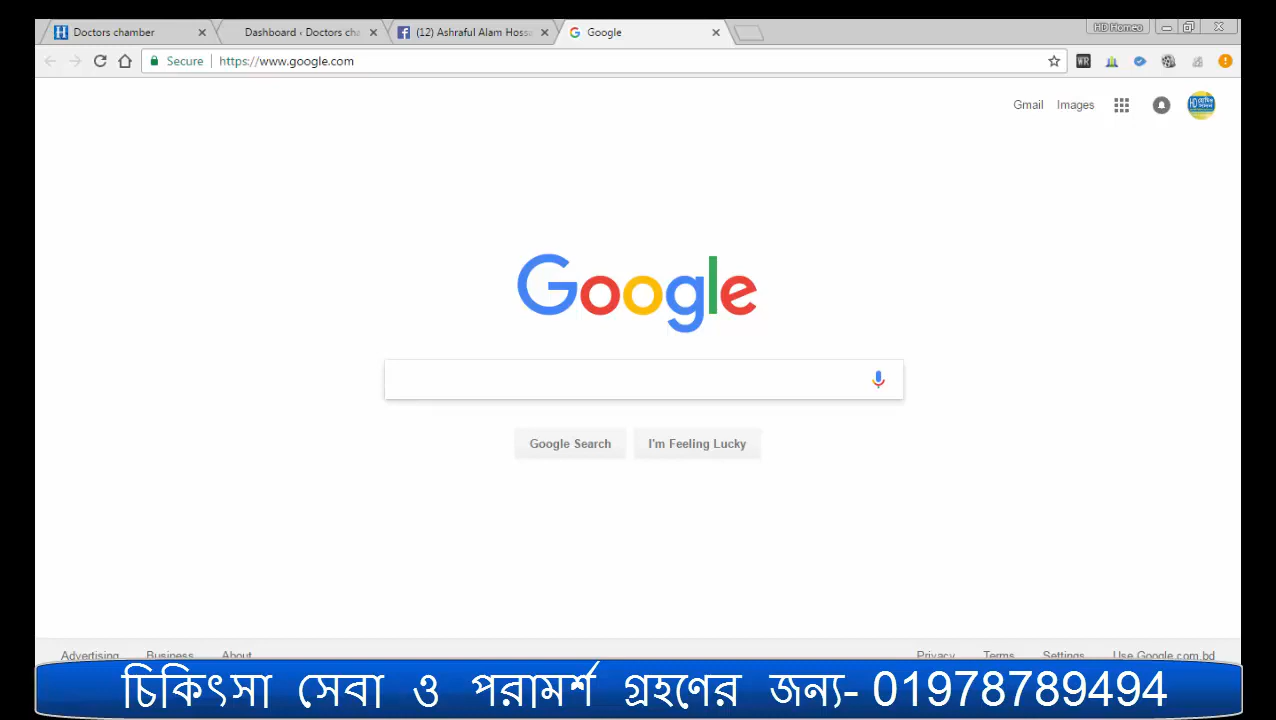 Doctors chamber
Dashboard ‹ Doctors cha
(12) Ashraful Alam Hossa
Google
HD Homeo
Secure
https://www.google.com
WR
Gmail
Images
Google
Google Search
I'm Feeling Lucky
Advertising
Business
About
Privacy
Terms
Settings
Use Google.com.bd
চিকিৎসা সেবা ও পরামর্শ গ্রহণের জন্য- 01978789494